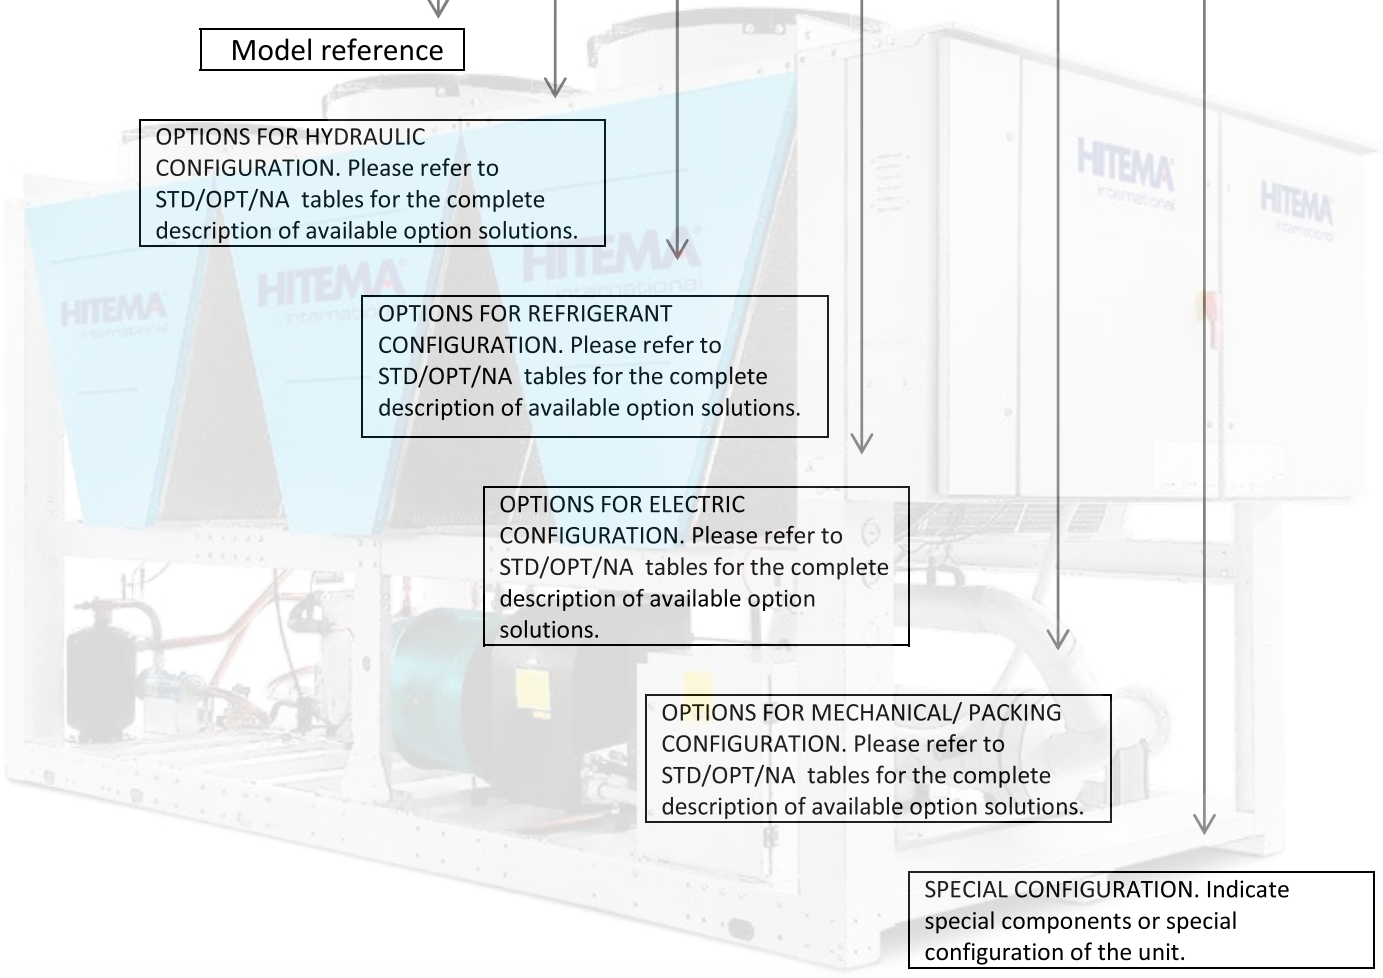 Model reference
OPTIONS FOR HYDRAULIC
CONFIGURATION. Please refer to
STD/OPT/NA tables for the complete
description of available option solutions.
HITEMA
international
HITEMA
international
HITEMA
international
HITEMA
international
HITEMA
international
OPTIONS FOR REFRIGERANT
CONFIGURATION. Please refer to
STD/OPT/NA tables for the complete
description of available option solutions.
OPTIONS FOR ELECTRIC
CONFIGURATION. Please refer to
STD/OPT/NA tables for the complete
description of available option
solutions.
OPTIONS FOR MECHANICAL/ PACKING
CONFIGURATION. Please refer to
STD/OPT/NA tables for the complete
description of available option solutions.
SPECIAL CONFIGURATION. Indicate
special components or special
configuration of the unit.